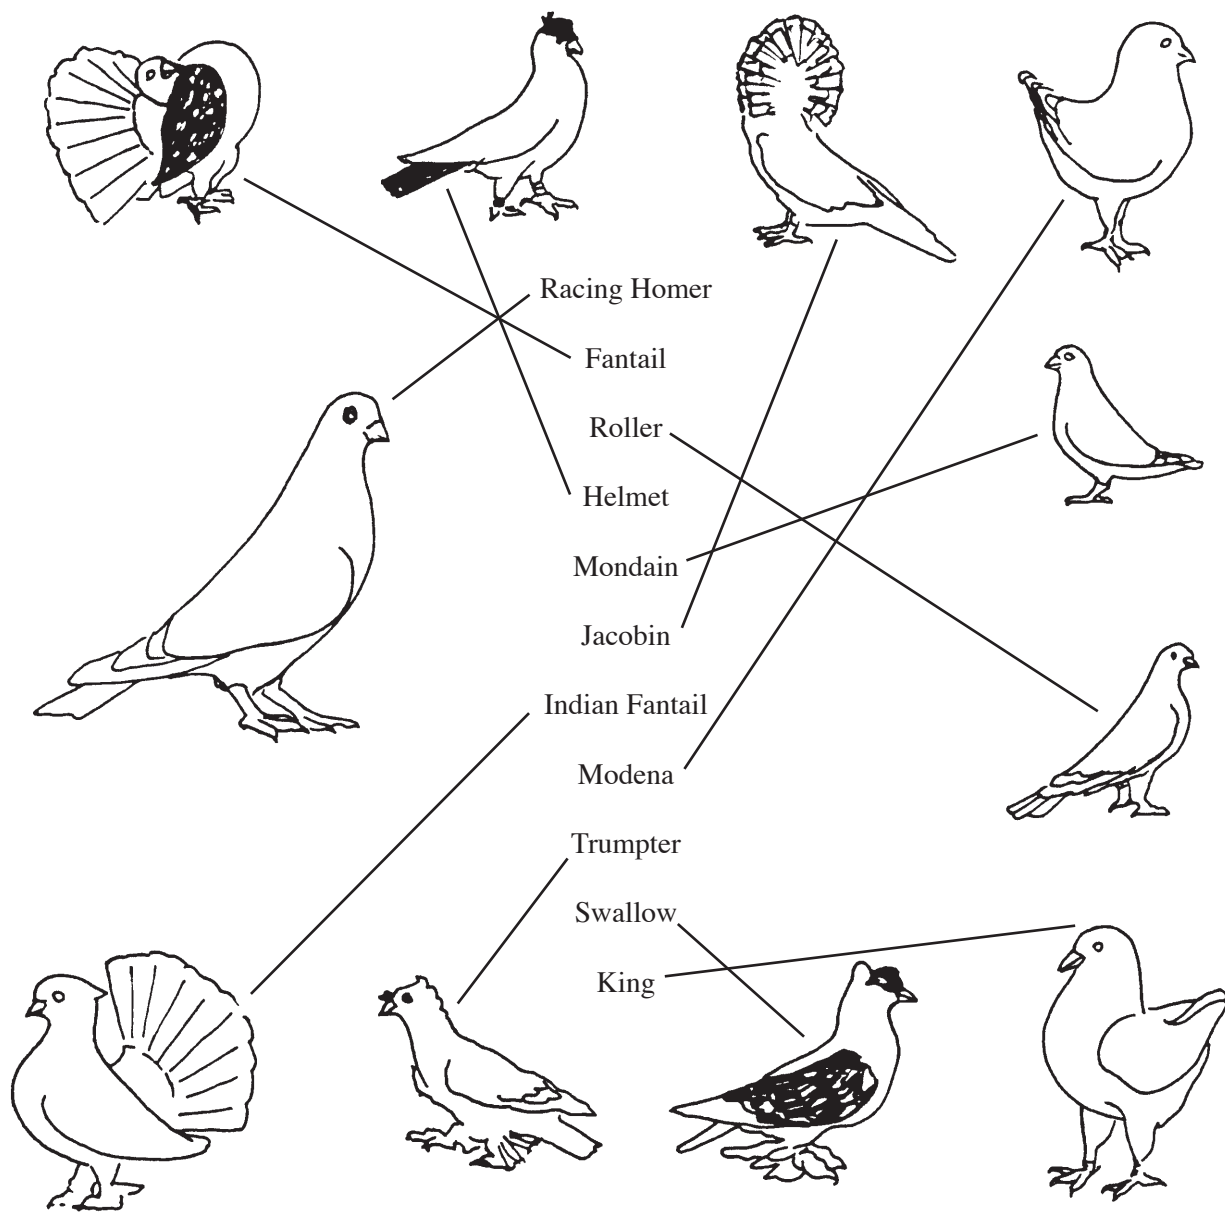 Racing Homer
Fantail
Roller
Helmet
Mondain
Jacobin
Indian Fantail
Modena
Trumpter
Swallow
King